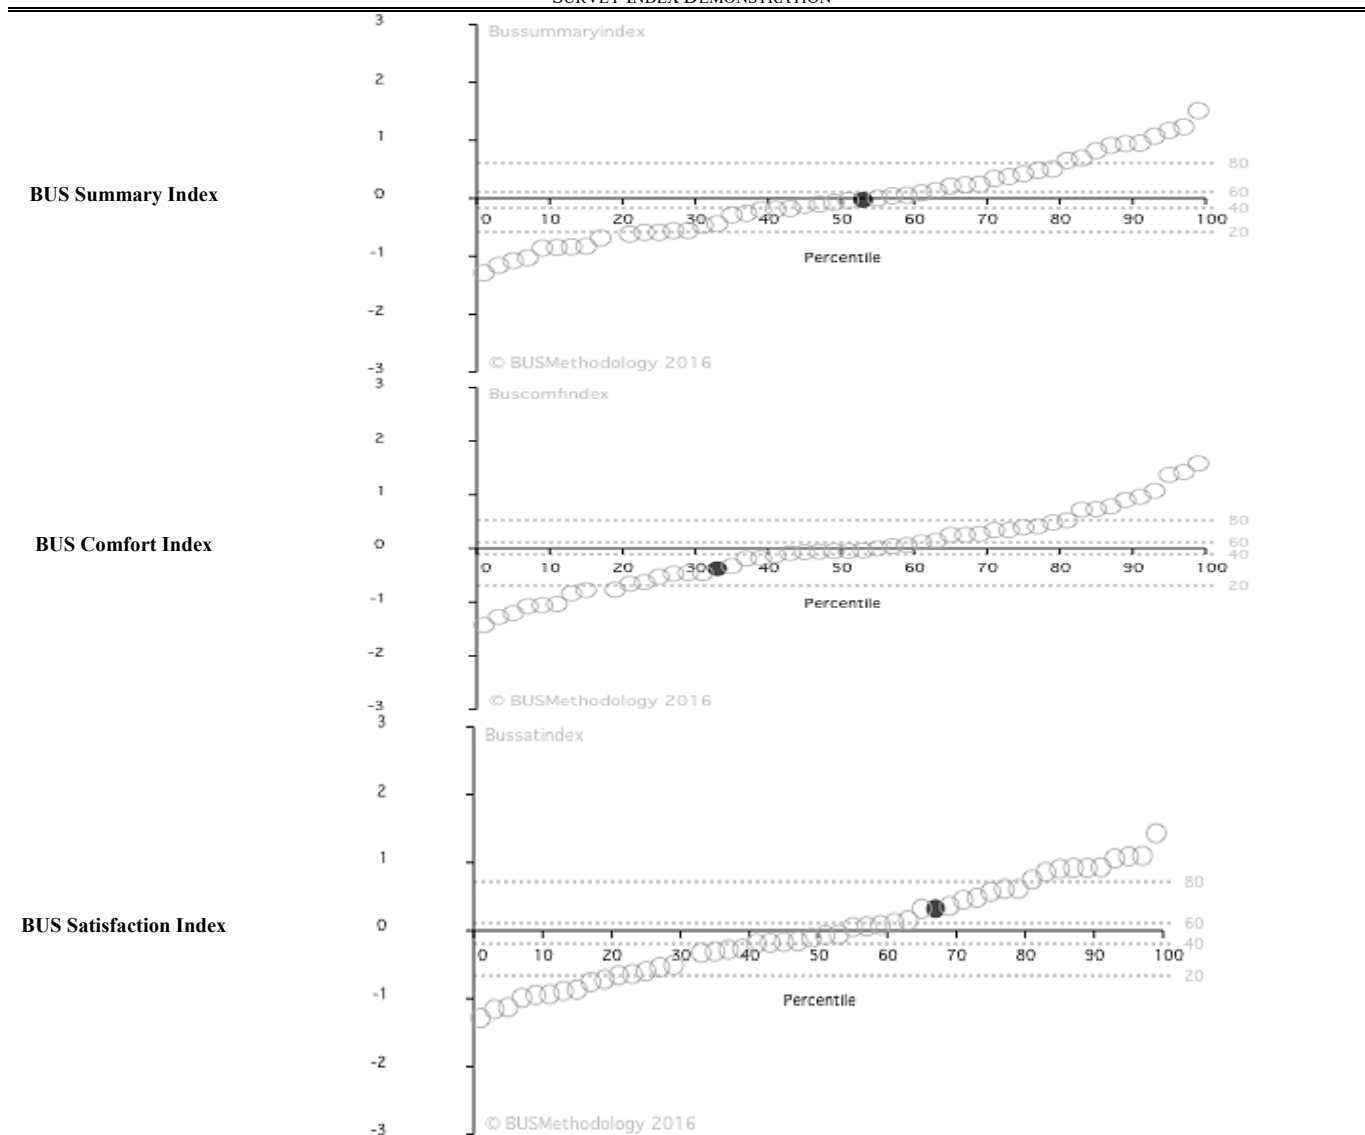 SURVEY INDEX DEMONSTRATION
BUS Summary Index
3
2
1
0
-1
-2
-3
Bussummaryindex
80
60
40
20
0 10 20 30 40 50 60 70 80 90 100
Percentile
© BUSMethodology 2016
BUS Comfort Index
3
2
1
0
-1
-2
-3
Buscomfindex
80
60
40
20
0 10 20 30 40 50 60 70 80 90 100
Percentile
© BUSMethodology 2016
BUS Satisfaction Index
3
2
1
0
-1
-2
-3
Bussatindex
80
60
40
20
0 10 20 30 40 50 60 70 80 90 100
Percentile
© BUSMethodology 2016